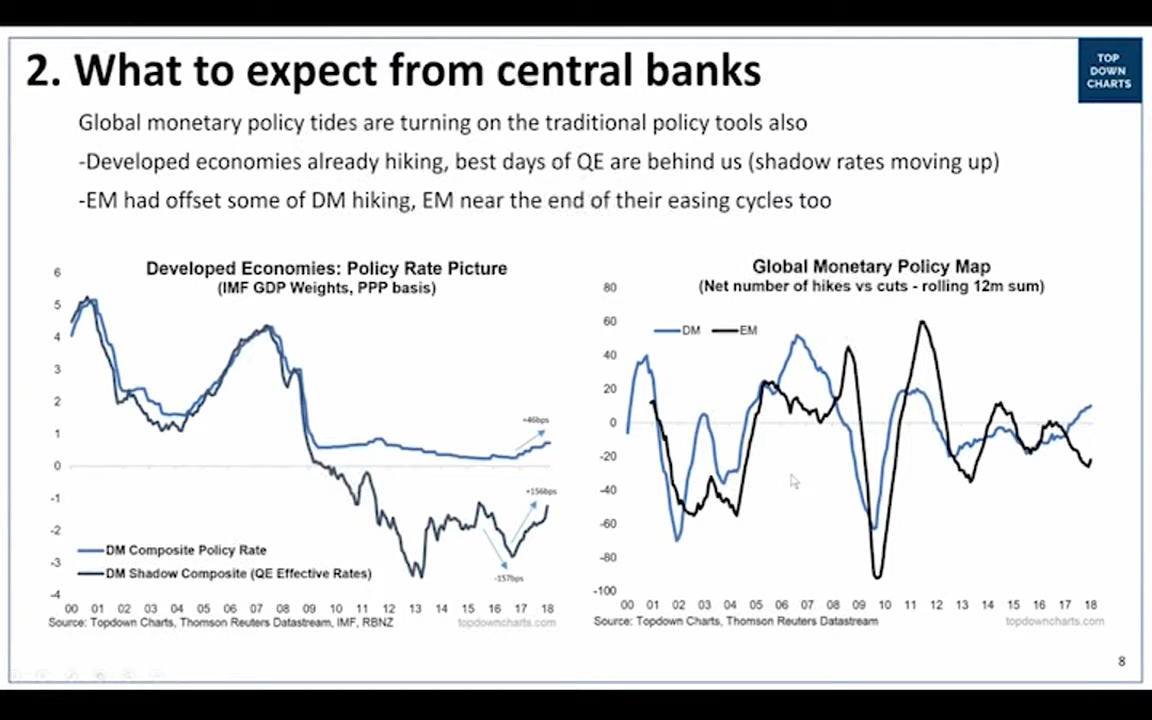 2. What to expect from central banks
TOP
DOWN
CHARTS
Global monetary policy tides are turning on the traditional policy tools also
-Developed economies already hiking, best days of QE are behind us (shadow rates moving up)
-EM had offset some of DM hiking, EM near the end of their easing cycles too
Developed Economies: Policy Rate Picture
(IMF GDP Weights, PPP basis)
6
5
4
3
2
1
0
-1
-2
-3
-4
+46bps
+156bps
-157bps
DM Composite Policy Rate
DM Shadow Composite (QE Effective Rates)
00 01 02 03 04 05 06 07 08 09 10 11 12 13 14 15 16 17 18
Source: Topdown Charts, Thomson Reuters Datastream, IMF, RBNZ
topdowncharts.com
Global Monetary Policy Map
(Net number of hikes vs cuts - rolling 12m sum)
80
60
40
20
0
-20
-40
-60
-80
-100
DM EM
00 01 02 03 04 05 06 07 08 09 10 11 12 13 14 15 16 17 18
Source: Topdown Charts, Thomson Reuters Datastream
topdowncharts.com
8